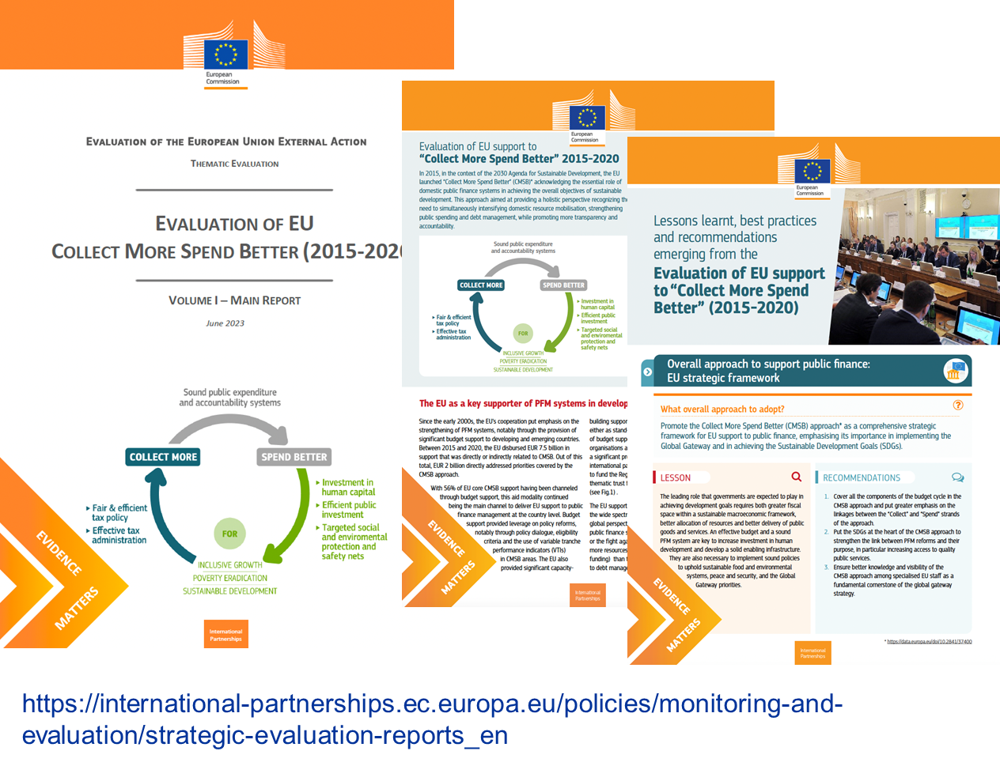 European
Commission
EVALUATION OF THE EUROPEAN UNION EXTERNAL ACTION
THEMATIC EVALUATION
EVALUATION OF EU
COLLECT MORE SPEND BETTER (2015-202
VOLUME I – MAIN REPORT
June 2023
Sound public expenditure
and accountability systems
COLLECT MORE
SPEND BETTER
Fair & efficient
tax policy
Effective tax
administration
Investment in
human capital
Efficient public
investment
Targeted social
and enviromental
protection and
safety nets
FOR
INCLUSIVE GROWTH
POVERTY ERADICATION
SUSTAINABLE DEVELOPMENT
EVIDENCE
MATTERS
International
Partnerships
European
Commission
Evaluation of EU support to
“Collect More Spend Better” 2015-2020
In 2015, in the context of the 2030 Agenda for Sustainable Development, the EU
launched “Collect More Spend Better” (CMSB)* acknowledging the essential role of
domestic public finance systems in achieving the overall objectives of sustainable
development. This approach aimed at providing a holistic perspective recognizing the
need to simultaneously intensifying domestic resource mobilisation, strengthening
public spending and debt management, while promoting more transparency and
accountability.
Sound public expenditure
and accountability systems
COLLECT MORE
SPEND BETTER
Fair & efficient
tax policy
Effective tax
administration
Investment in
human capital
Efficient public
investment
Targeted social
and enviromental
protection and
safety nets
FOR
INCLUSIVE GROWTH
POVERTY ERADICATION
SUSTAINABLE DEVELOPMENT
The EU as a key supporter of PFM systems in develop
Since the early 2000s, the EU's cooperation put emphasis on the
strengthening of PFM systems, notably through the provision of
significant budget support to developing and emerging countries.
Between 2015 and 2020, the EU disbursed EUR 7.5 billion in
support that was directly or indirectly related to CMSB. Out of this
total, EUR 2 billion directly addressed priorities covered by the
CMSB approach.
With 56% of EU core CMSB support having been channeled
through budget support, this aid modality continued
being the main channel to deliver EU support to public
finance management at the country level. Budget
support provided leverage on policy reforms,
notably through policy dialogue, eligibility
criteria and the use of variable tranche
performance indicators (VTIs)
in CMSB areas. The EU also
provided significant capacity-
building suppor
either as stand
of budget supp
organisations a
a significant pr
international pa
to fund the Reg
thematic trust f
(see Fig.1) .
The EU support
the wide spectr
global perspect
public finance s
or the fight aga
more resources
funding) than t
to debt manag
EVIDENCE
MATTERS
International
Partnerships
European
Commission
Lessons learnt, best practices
and recommendations
emerging from the
Evaluation of EU support
to “Collect More Spend
Better” (2015-2020)
Overall approach to support public finance:
EU strategic framework
What overall approach to adopt?
Promote the Collect More Spend Better (CMSB) approach* as a comprehensive strategic
framework for EU support to public finance, emphasising its importance in implementing the
Global Gateway and in achieving the Sustainable Development Goals (SDGs).
LESSON
The leading role that governments are expected to play in
achieving development goals requires both greater fiscal
space within a sustainable macroeconomic framework,
better allocation of resources and better delivery of public
goods and services. An effective budget and a sound
PFM system are key to increase investment in human
development and develop a solid enabling infrastructure.
They are also necessary to implement sound policies
to uphold sustainable food and environmental
systems, peace and security, and the Global
Gateway priorities.
RECOMMENDATIONS
1. Cover all the components of the budget cycle in the
CMSB approach and put greater emphasis on the
linkages between the “Collect” and “Spend” strands
of the approach.
2. Put the SDGs at the heart of the CMSB approach to
strengthen the link between PFM reforms and their
purpose, in particular increasing access to quality
public services.
3. Ensure better knowledge and visibility of the
CMSB approach among specialised EU staff as a
fundamental cornerstone of the global gateway
strategy.
EVIDENCE
MATTERS
International
Partnerships
* https://data.europa.eu/doi/10.2841/37400
https://international-partnerships.ec.europa.eu/policies/monitoring-and-
evaluation/strategic-evaluation-reports_en